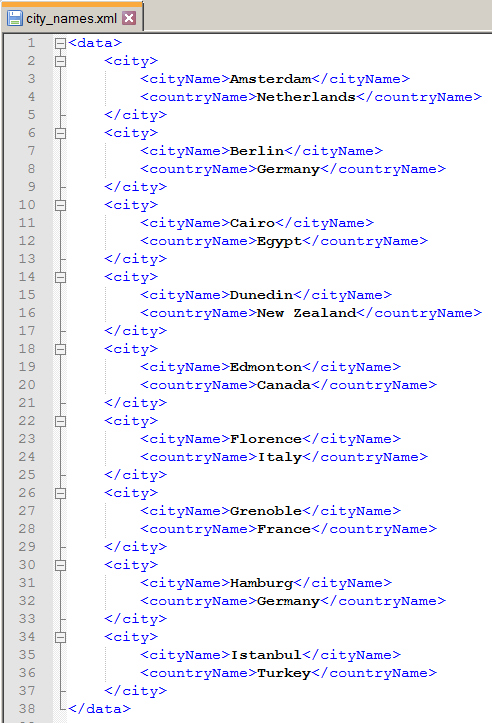 city_names.xml
1 <data>
2 <city>
3 <cityName>Amsterdam</cityName>
4 <countryName>Netherlands</countryName>
5 </city>
6 <city>
7 <cityName>Berlin</cityName>
8 <countryName>Germany</countryName>
9 </city>
10 <city>
11 <cityName>Cairo</cityName>
12 <countryName>Egypt</countryName>
13 </city>
14 <city>
15 <cityName>Dunedin</cityName>
16 <countryName>New Zealand</countryName>
17 </city>
18 <city>
19 <cityName>Edmonton</cityName>
20 <countryName>Canada</countryName>
21 </city>
22 <city>
23 <cityName>Florence</cityName>
24 <countryName>Italy</countryName>
25 </city>
26 <city>
27 <cityName>Grenoble</cityName>
28 <countryName>France</countryName>
29 </city>
30 <city>
31 <cityName>Hamburg</cityName>
32 <countryName>Germany</countryName>
33 </city>
34 <city>
35 <cityName>Istanbul</cityName>
36 <countryName>Turkey</countryName>
37 </city>
38 </data>